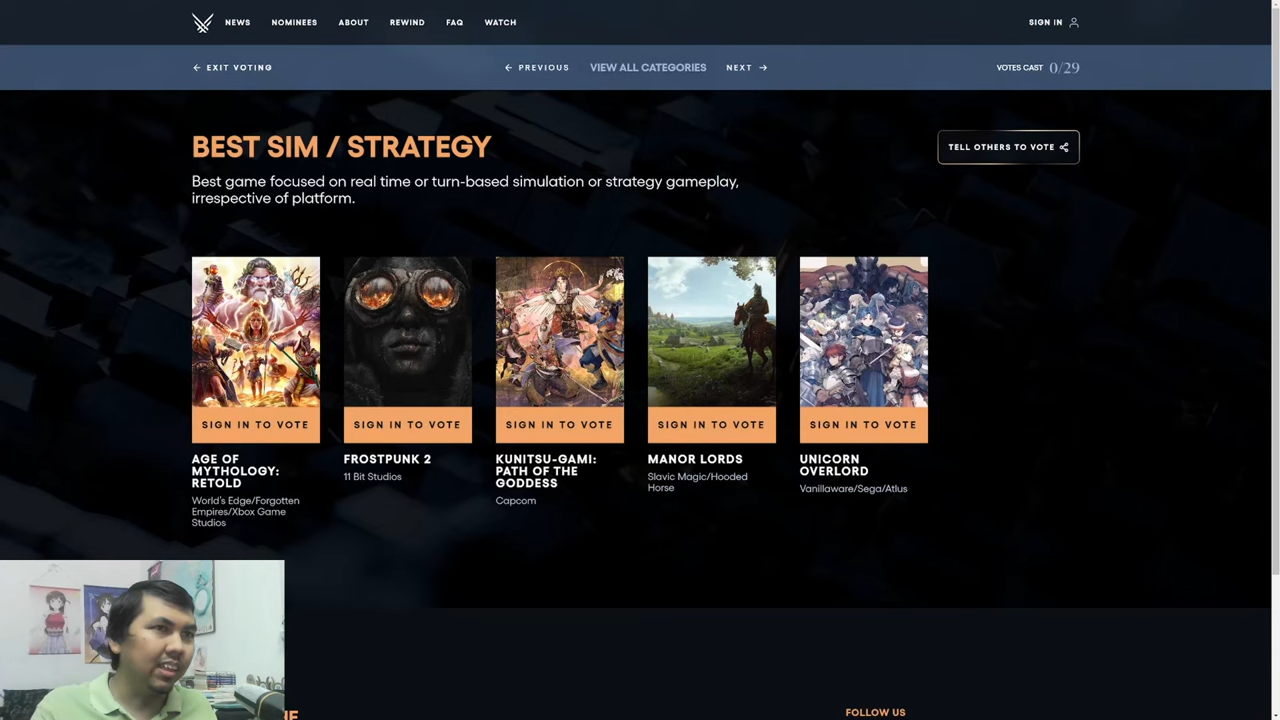 NEWS NOMINEES ABOUT REWIND FAQ WATCH SIGN IN
← EXIT VOTING ← PREVIOUS VIEW ALL CATEGORIES NEXT → VOTES CAST 0/29
BEST SIM / STRATEGY
TELL OTHERS TO VOTE
Best game focused on real time or turn-based simulation or strategy gameplay,
irrespective of platform.
SIGN IN TO VOTE
AGE OF
MYTHOLOGY:
RETOLD
World's Edge/Forgotten
Empires/Xbox Game
Studios
SIGN IN TO VOTE
FROSTPUNK 2
11 Bit Studios
SIGN IN TO VOTE
KUNITSU-GAMI:
PATH OF THE
GODDESS
Capcom
SIGN IN TO VOTE
MANOR LORDS
Slavic Magic/Hooded
Horse
SIGN IN TO VOTE
UNICORN
OVERLORD
Vanillaware/Sega/Atlus
FOLLOW US